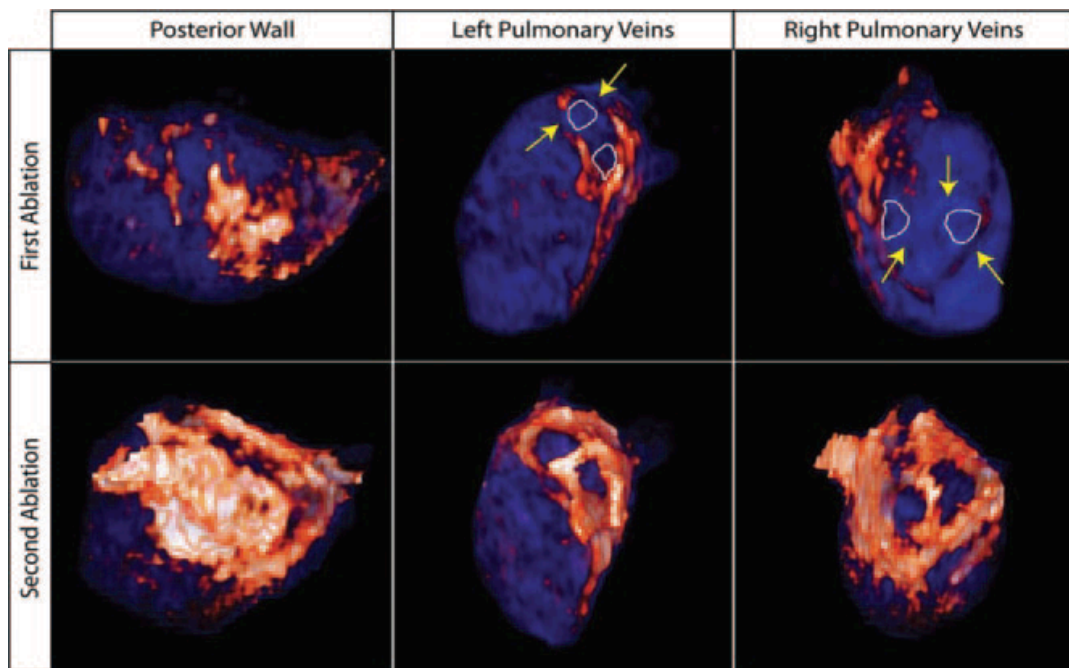 Posterior Wall
Left Pulmonary Veins
Right Pulmonary Veins
First Ablation
Second Ablation